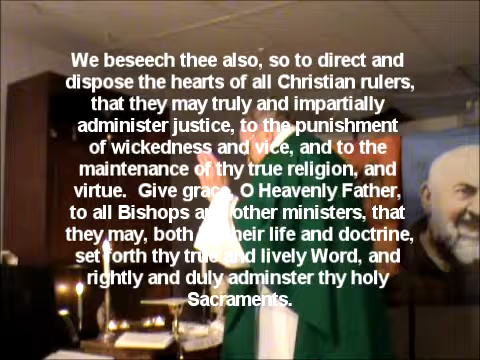 We beseech thee also, so to direct and
dispose the hearts of all Christian rulers,
that they may truly and impartially
administer justice, to the punishment
of wickedness and vice, and to the
maintenance of thy true religion, and
virtue. Give grace, O Heavenly Father,
to all Bishops and other ministers, that
they may, both in their life and doctrine,
set forth thy true and lively Word, and
rightly and duly adminster thy holy
Sacraments.